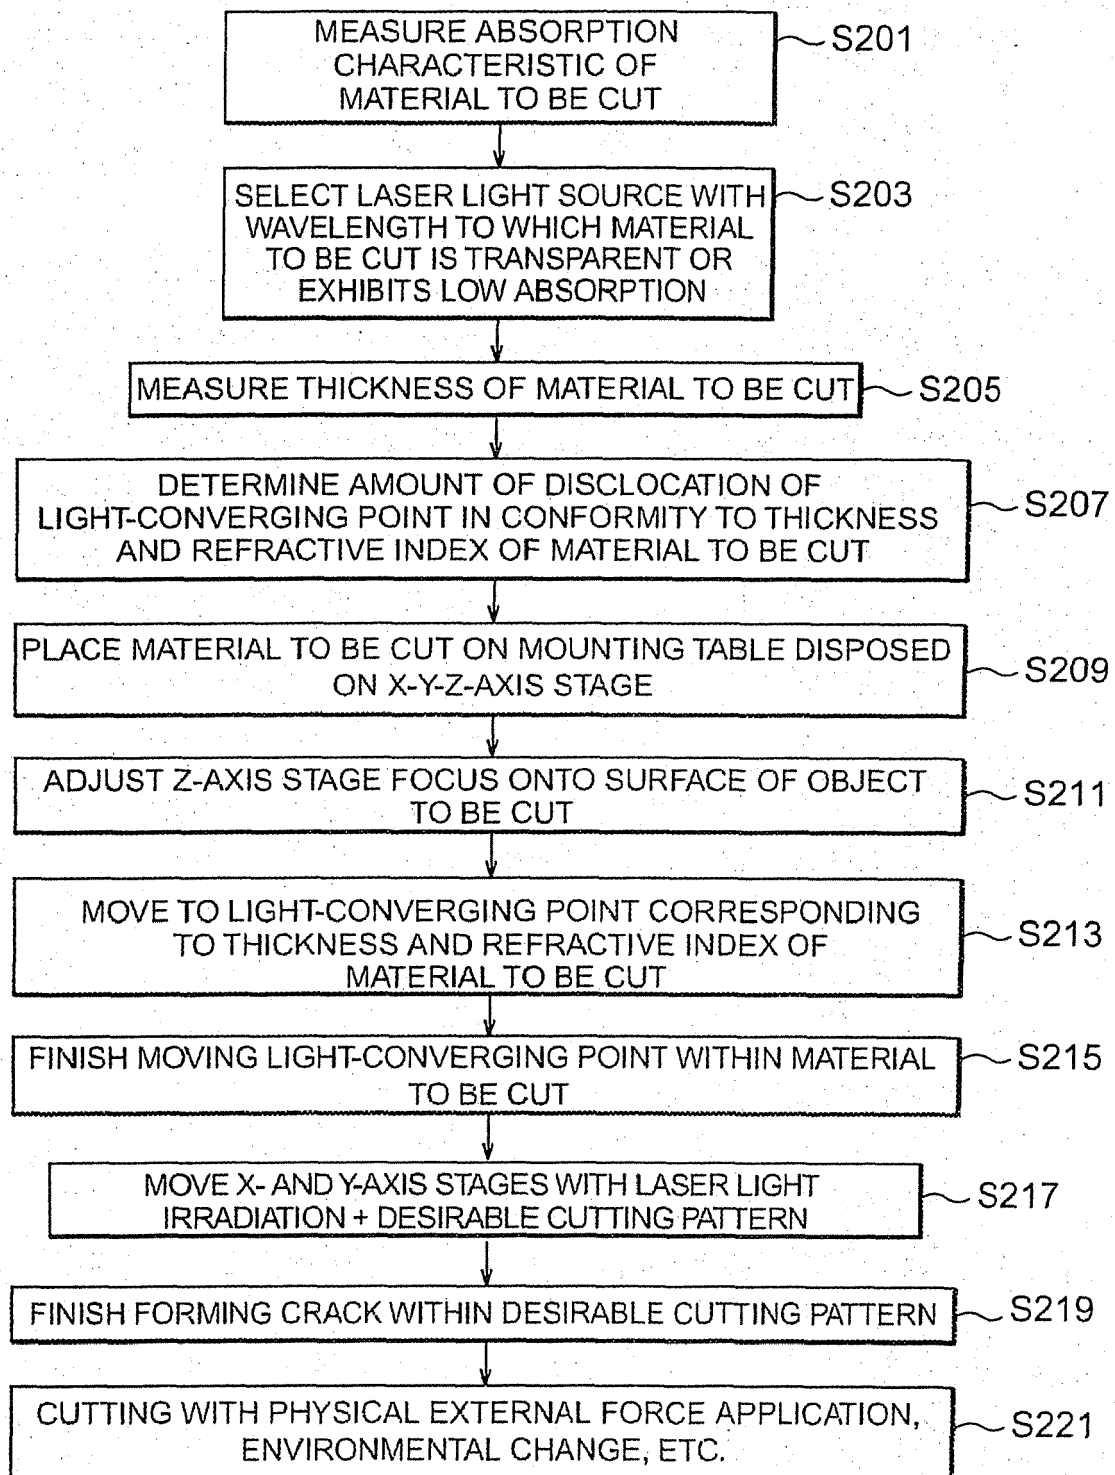 MEASURE ABSORPTION
CHARACTERISTIC OF
MATERIAL TO BE CUT
S201
SELECT LASER LIGHT SOURCE WITH
WAVELENGTH TO WHICH MATERIAL
TO BE CUT IS TRANSPARENT OR
EXHIBITS LOW ABSORPTION
S203
MEASURE THICKNESS OF MATERIAL TO BE CUT
S205
DETERMINE AMOUNT OF DISCLOCATION OF
LIGHT-CONVERGING POINT IN CONFORMITY TO THICKNESS
AND REFRACTIVE INDEX OF MATERIAL TO BE CUT
S207
PLACE MATERIAL TO BE CUT ON MOUNTING TABLE DISPOSED
ON X-Y-Z-AXIS STAGE
S209
ADJUST Z-AXIS STAGE FOCUS ONTO SURFACE OF OBJECT
TO BE CUT
S211
MOVE TO LIGHT-CONVERGING POINT CORRESPONDING
TO THICKNESS AND REFRACTIVE INDEX OF
MATERIAL TO BE CUT
S213
FINISH MOVING LIGHT-CONVERGING POINT WITHIN MATERIAL
TO BE CUT
S215
MOVE X- AND Y-AXIS STAGES WITH LASER LIGHT
IRRADIATION + DESIRABLE CUTTING PATTERN
S217
FINISH FORMING CRACK WITHIN DESIRABLE CUTTING PATTERN
S219
CUTTING WITH PHYSICAL EXTERNAL FORCE APPLICATION,
ENVIRONMENTAL CHANGE, ETC.
S221